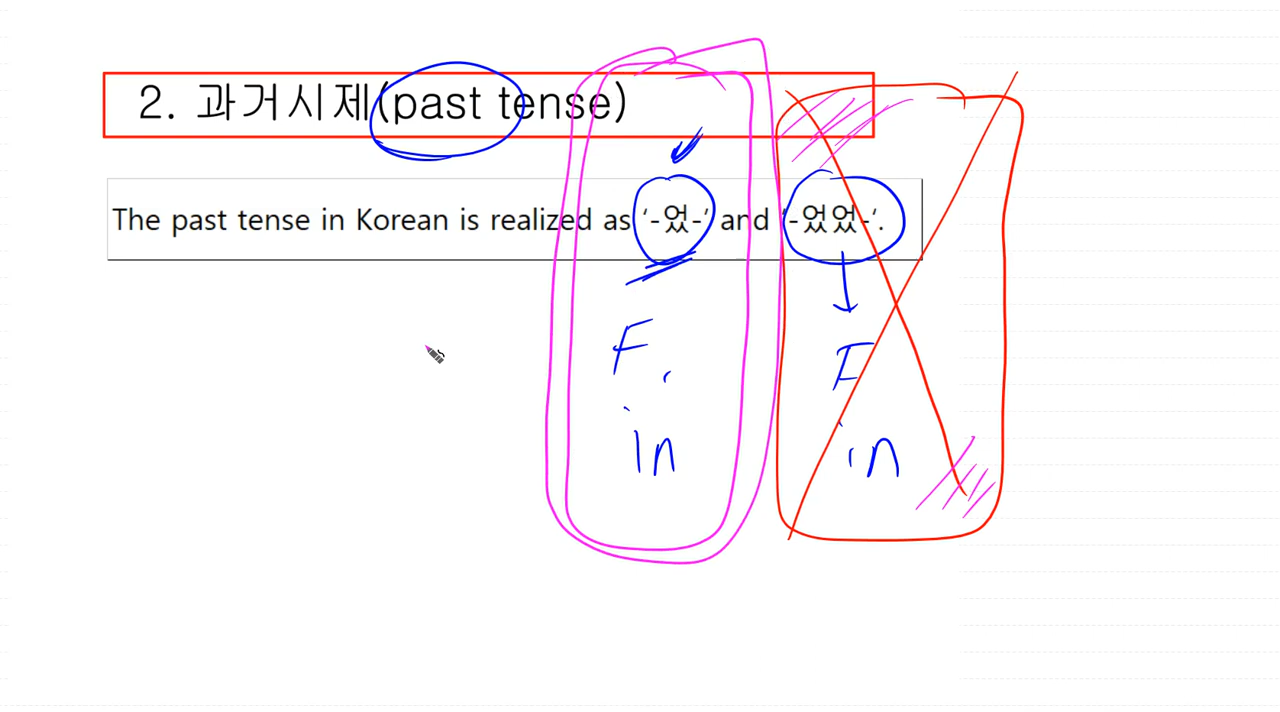 2. 과거시제(past tense)
The past tense in Korean is realized as ‘-었-’ and ‘-었었-‘.
F. I
in in